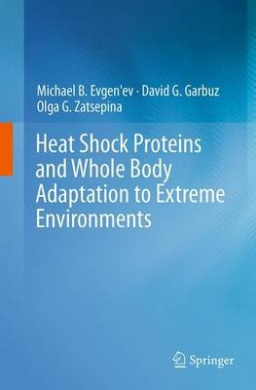 Michael B. Evgen'ev · David G. Garbuz
Olga G. Zatsepina
Heat Shock Proteins
and Whole Body
Adaptation to Extreme
Environments
Springer